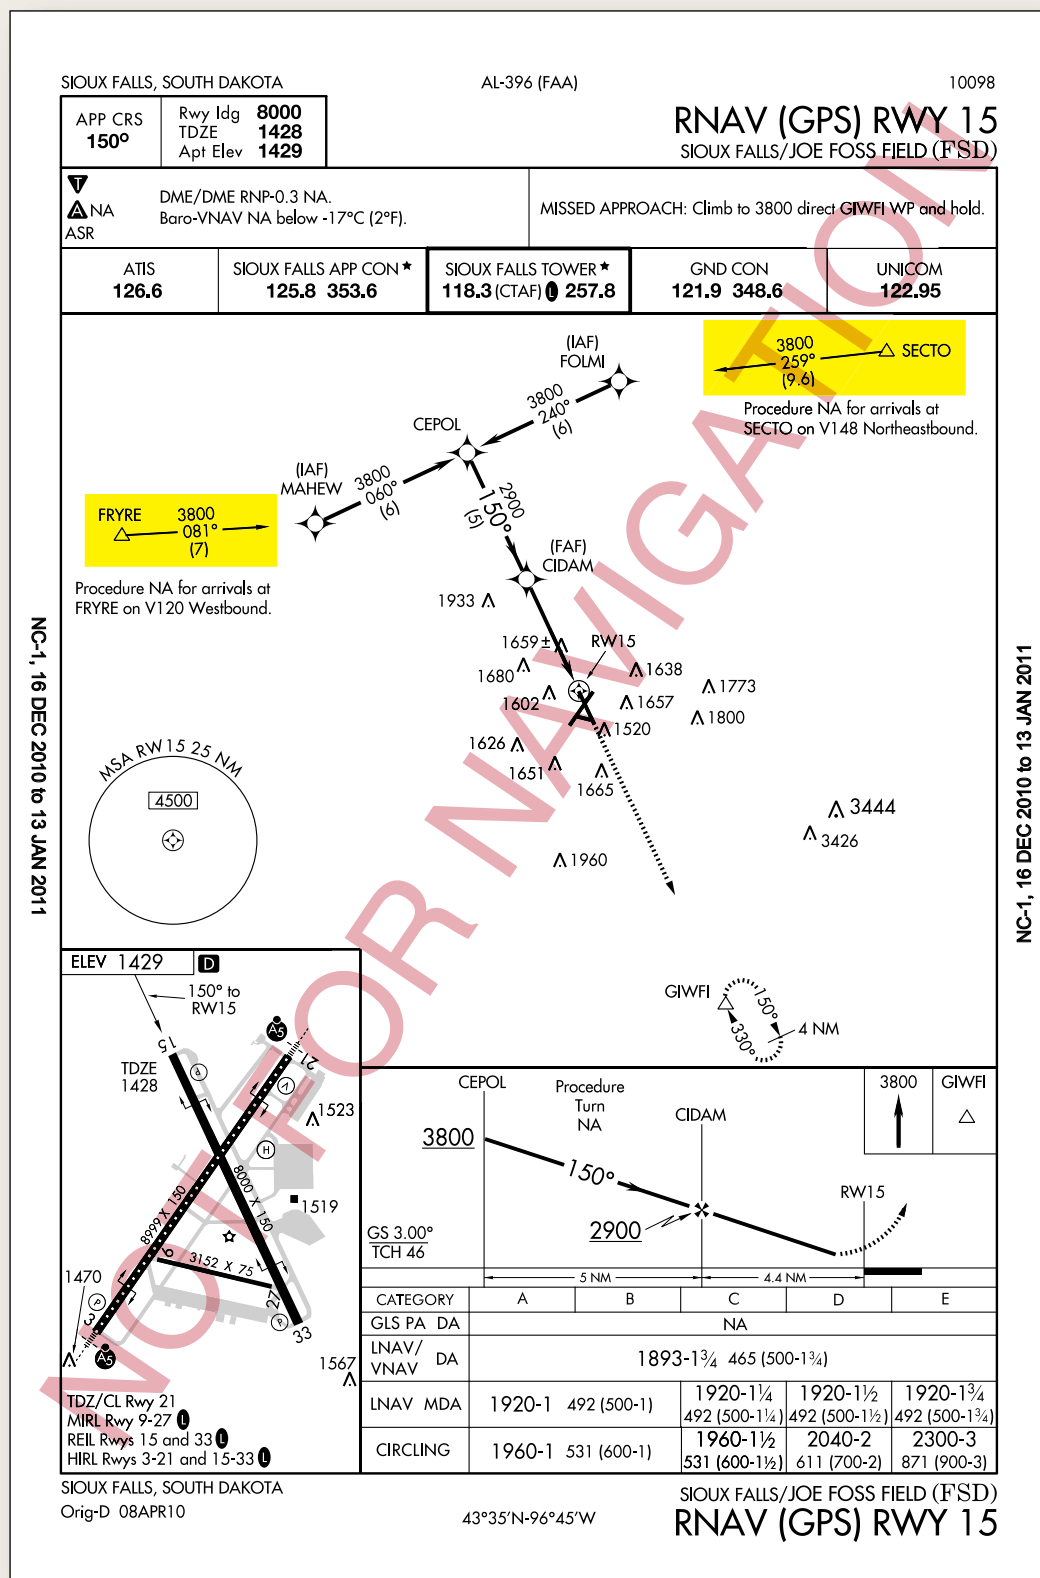 SIOUX FALLS, SOUTH DAKOTA
AL-396 (FAA)
10098
APP CRS
150°
Rwy ldg 8000
TDZE 1428
Apt Elev 1429
RNAV (GPS) RWY 15
SIOUX FALLS/JOE FOSS FIELD (FSD)
T
A NA
ASR
DME/DME RNP-0.3 NA.
Baro-VNAV NA below -17°C (2°F).
MISSED APPROACH: Climb to 3800 direct GIWFI WP and hold.
ATIS
126.6
SIOUX FALLS APP CON ★
125.8 353.6
SIOUX FALLS TOWER ★
118.3 (CTAF) L 257.8
GND CON
121.9 348.6
UNICOM
122.95
(IAF)
FOLMI
3800
240°
(6)
3800
259°
(9.6)
SECTO
Procedure NA for arrivals at
SECTO on V148 Northeastbound.
CEPOL
(IAF)
MAHEW
3800
060°
(6)
FRYRE
3800
081°
(7)
Procedure NA for arrivals at
FRYRE on V120 Westbound.
2900
150°
(5)
(FAF)
CIDAM
1933
1659±
RW15
1680
1638
1602
1657
1773
1800
1520
1626
1651
1665
3444
3426
1960
MSA RW15 25 NM
4500
GIWFI
150°
330°
4 NM
NC-1, 16 DEC 2010 to 13 JAN 2011
NC-1, 16 DEC 2010 to 13 JAN 2011
NOT FOR NAVIGATION
ELEV 1429
D
150° to
RW15
15
A5
21
TDZE
1428
P
V
1523
H
8999 X 150
8000 X 150
1519
9
3152 X 75
27
1470
P
3
A5
P
33
1567
TDZ/CL Rwy 21
MIRL Rwy 9-27 L
REIL Rwys 15 and 33 L
HIRL Rwys 3-21 and 15-33 L
CEPOL
Procedure
Turn
NA
CIDAM
3800
GIWFI
3800
150°
2900
RW15
GS 3.00°
TCH 46
5 NM
4.4 NM
CATEGORY A B C D E
GLS PA DA NA
LNAV/
VNAV DA 1893-1¾ 465 (500-1¾)
LNAV MDA 1920-1 492 (500-1) 1920-1¼ 1920-1½ 1920-1¾
492 (500-1¼) 492 (500-1½) 492 (500-1¾)
CIRCLING 1960-1 531 (600-1) 1960-1½ 2040-2 2300-3
531 (600-1½) 611 (700-2) 871 (900-3)
SIOUX FALLS, SOUTH DAKOTA
Orig-D 08APR10
43°35'N-96°45'W
SIOUX FALLS/JOE FOSS FIELD (FSD)
RNAV (GPS) RWY 15